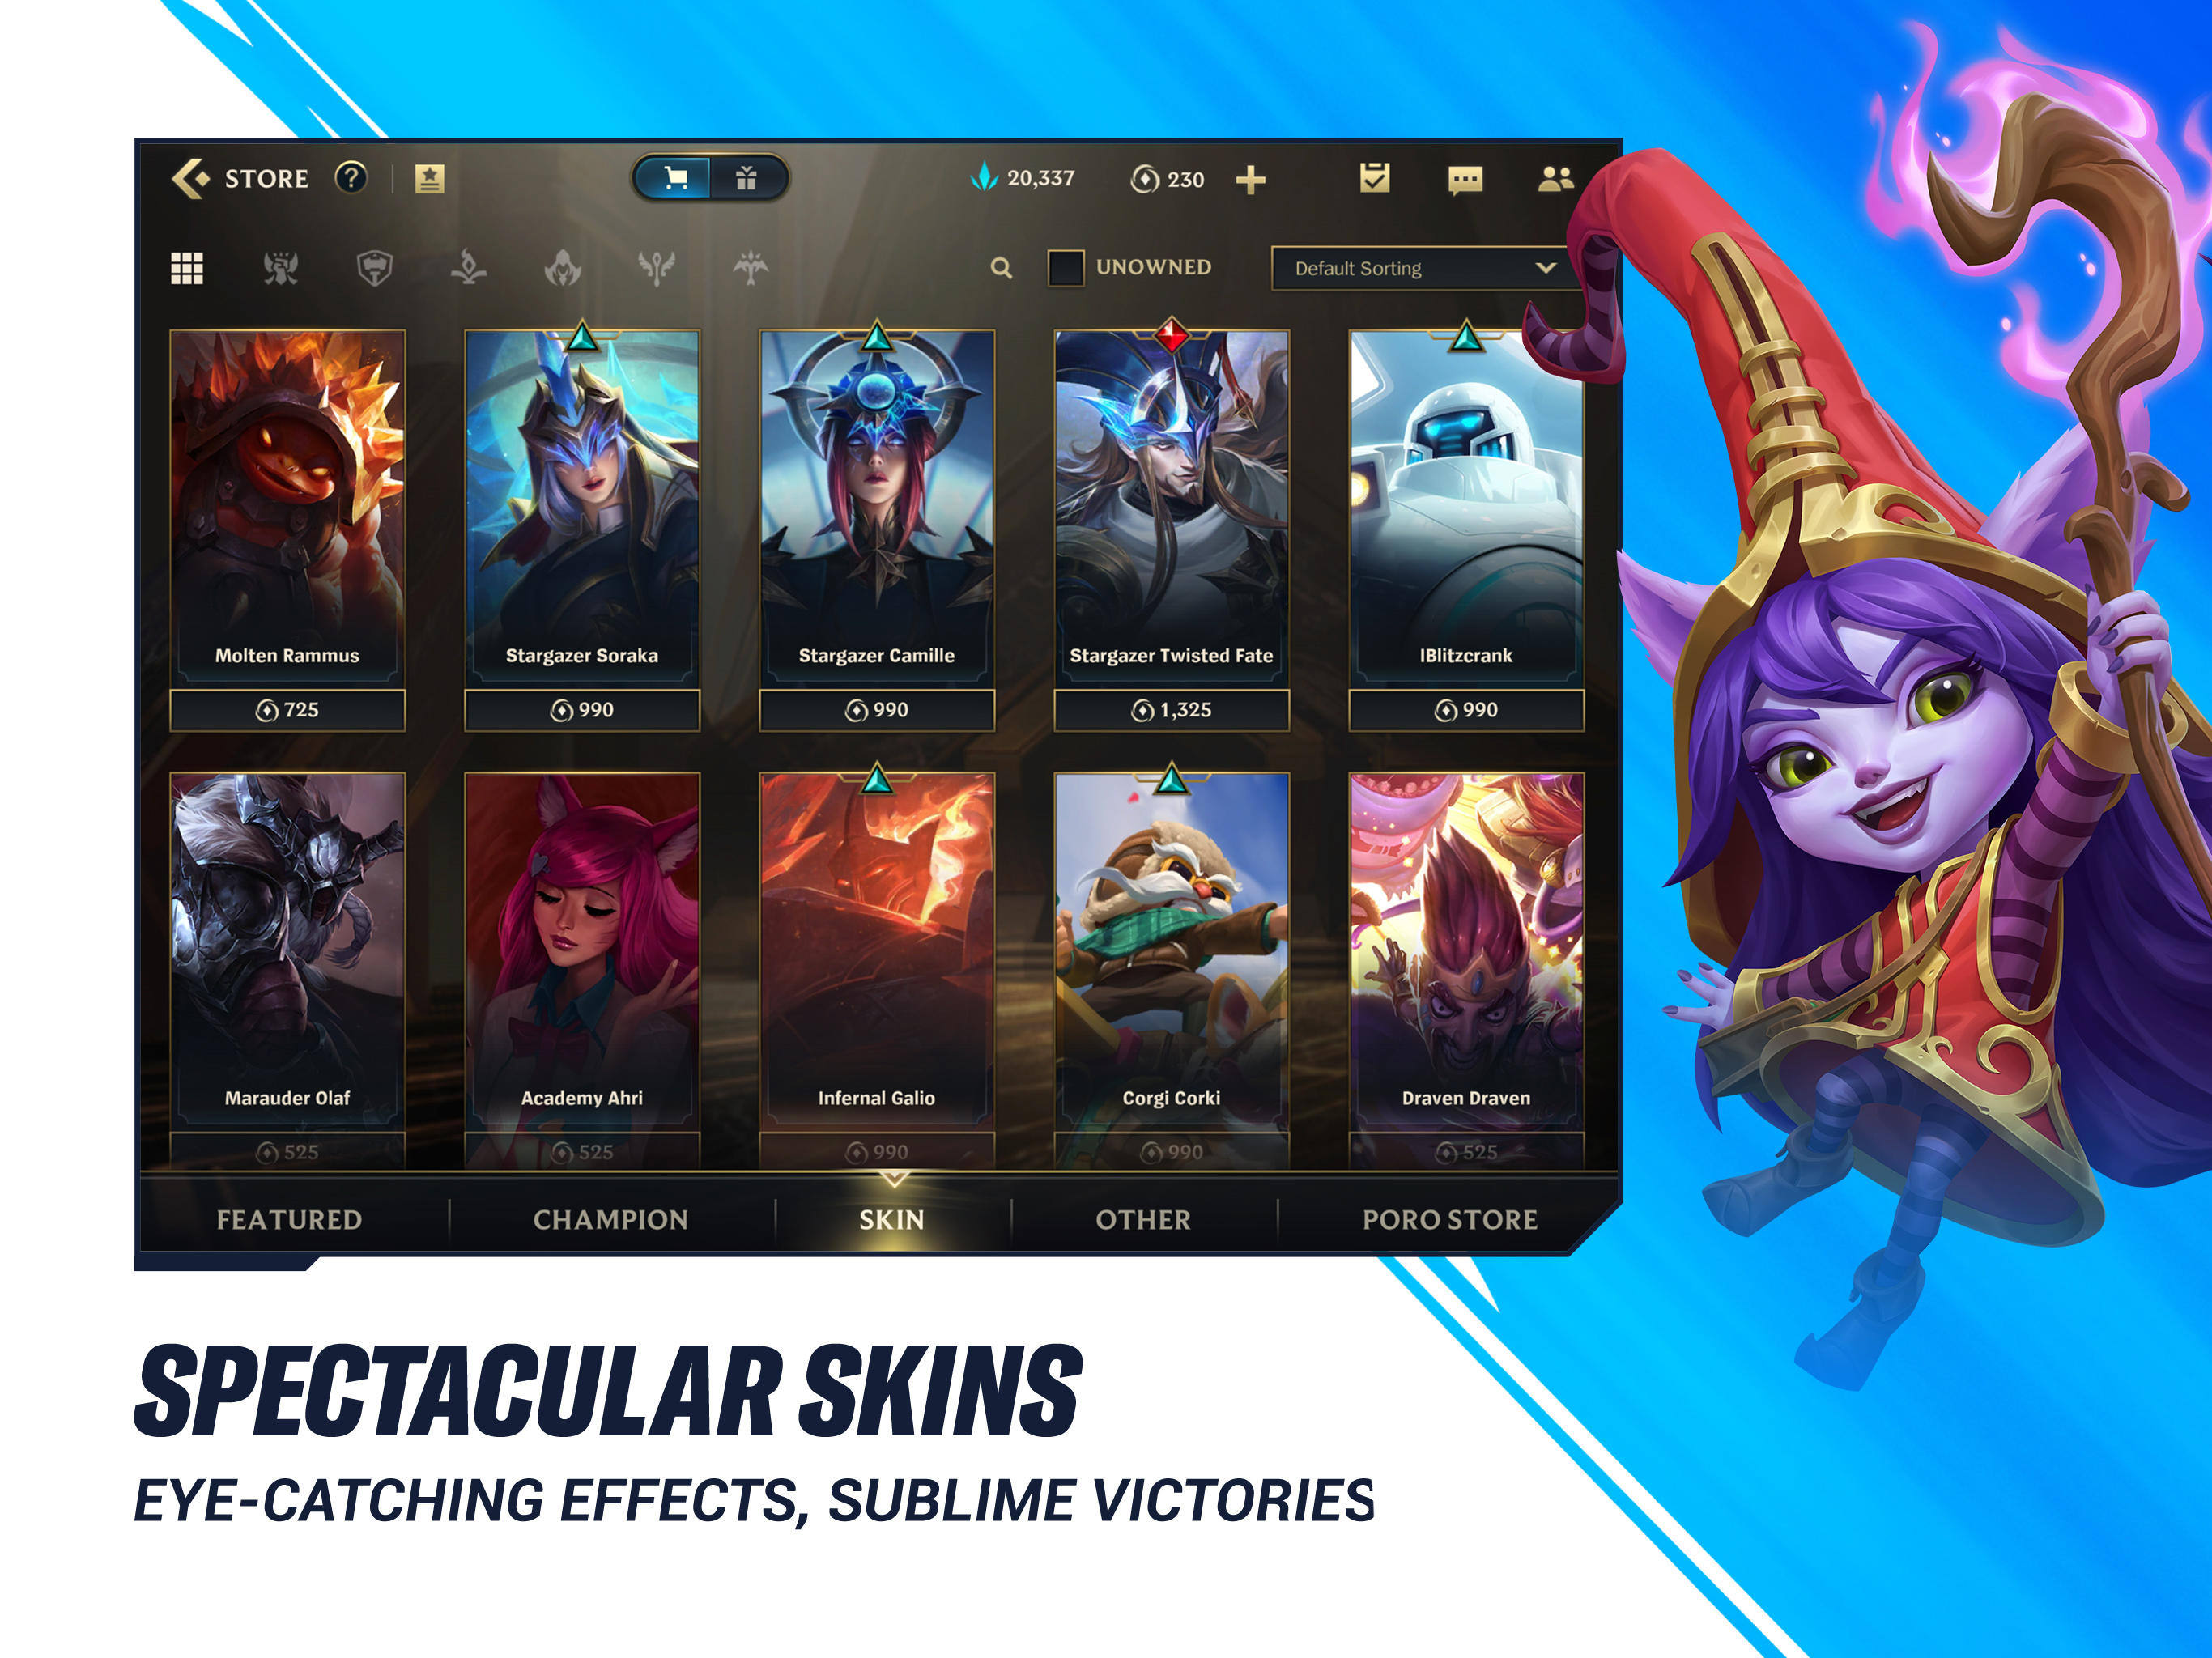 STORE ? 20,337 230
UNOWNED Default Sorting
Molten Rammus Stargazer Soraka Stargazer Camille Stargazer Twisted Fate IBlitzcrank
725 990 990 1,325 990
Marauder Olaf Academy Ahri Infernal Galio Corgi Corki Draven Draven
525 525 990 990 525
FEATURED CHAMPION SKIN OTHER PORO STORE
SPECTACULAR SKINS
EYE-CATCHING EFFECTS, SUBLIME VICTORIES